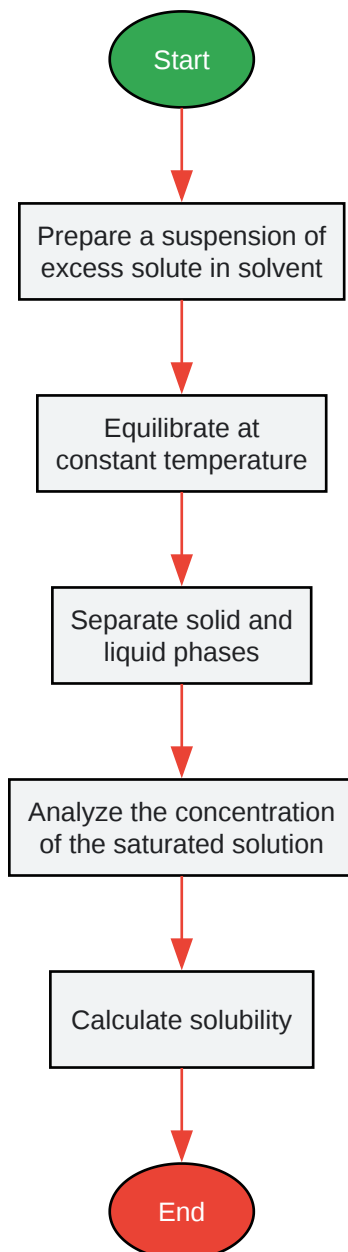 Start
Prepare a suspension of
excess solute in solvent
Equilibrate at
constant temperature
Separate solid and
liquid phases
Analyze the concentration
of the saturated solution
Calculate solubility
End